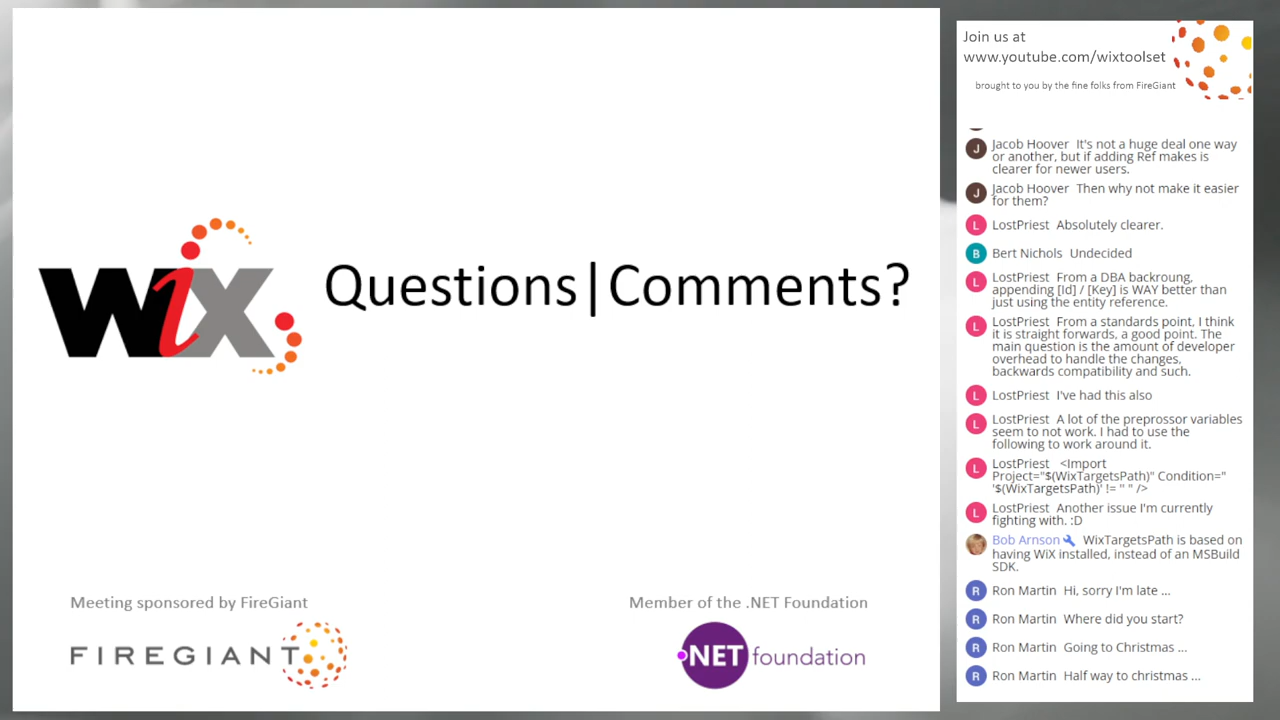 WiX
Questions|Comments?
Meeting sponsored by FireGiant
FIREGIANT
Member of the .NET Foundation
.NET foundation
Join us at
www.youtube.com/wixtoolset
brought to you by the fine folks from FireGiant
J Jacob Hoover It's not a huge deal one way
or another, but if adding Ref makes is
clearer for newer users.
J Jacob Hoover Then why not make it easier
for them?
L LostPriest Absolutely clearer.
B Bert Nichols Undecided
L LostPriest From a DBA backroung,
appending [Id] / [Key] is WAY better than
just using the entity reference.
L LostPriest From a standards point, I think
it is straight forwards, a good point. The
main question is the amount of developer
overhead to handle the changes,
backwards compatibility and such.
L LostPriest I've had this also
L LostPriest A lot of the preprossor variables
seem to not work. I had to use the
following to work around it.
L LostPriest <Import
Project="$(WixTargetsPath)" Condition="
'$(WixTargetsPath)' != '' " />
L LostPriest Another issue I'm currently
fighting with. :D
Bob Arnson WixTargetsPath is based on
having WiX installed, instead of an MSBuild
SDK.
R Ron Martin Hi, sorry I'm late ...
R Ron Martin Where did you start?
R Ron Martin Going to Christmas ...
R Ron Martin Half way to christmas ...